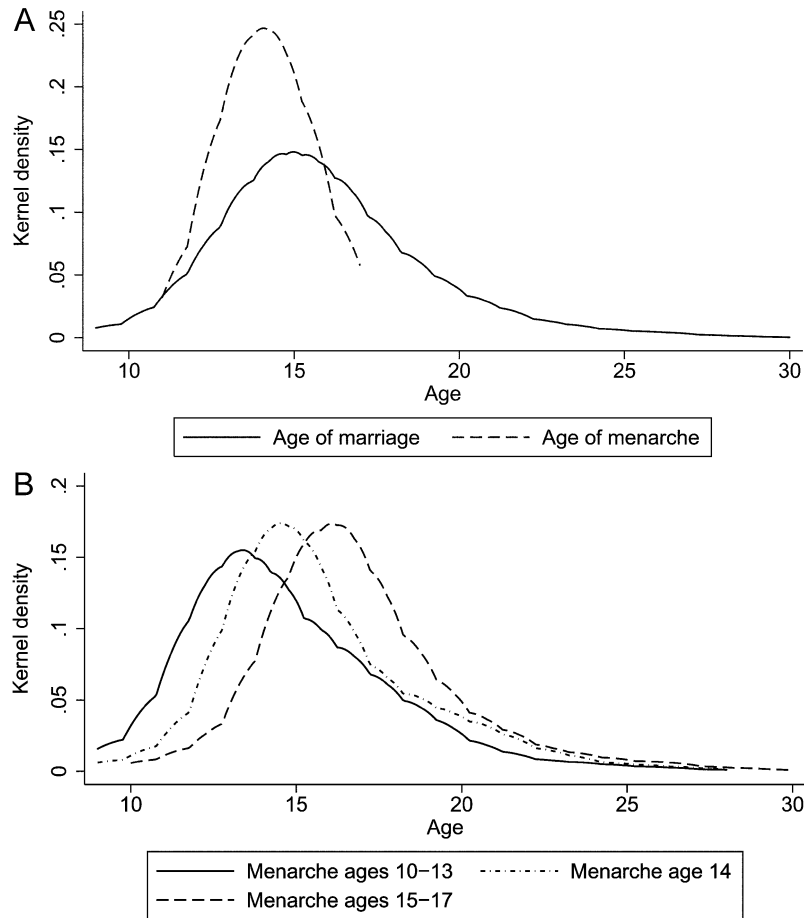 A
Kernel density
.25
.2
.15
.1
.05
0
10 15 20 25 30
Age
Age of marriage Age of menarche
B
Kernel density
.2
.15
.1
.05
0
10 15 20 25 30
Age
Menarche ages 10−13 Menarche age 14
Menarche ages 15−17